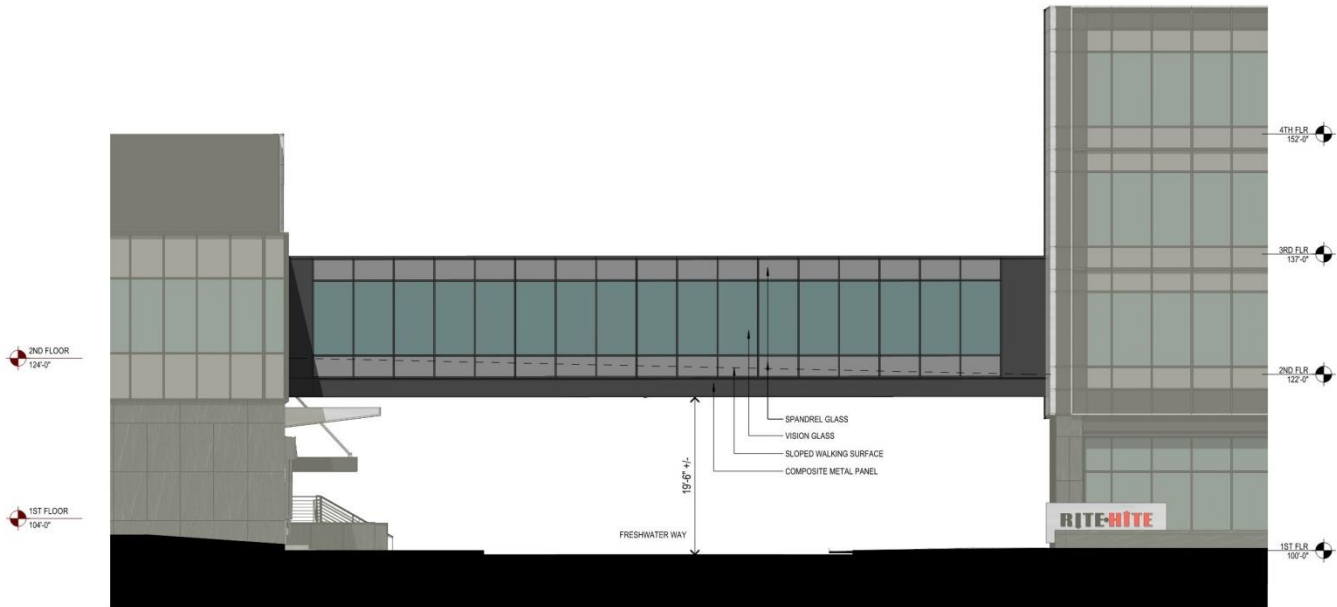 4TH FLR
152'-0"
3RD FLR
137'-0"
2ND FLOOR
124'-0"
2ND FLR
122'-0"
SPANDREL GLASS
VISION GLASS
SLOPED WALKING SURFACE
COMPOSITE METAL PANEL
19'-6" +/-
1ST FLOOR
104'-0"
RITE-HITE
FRESHWATER WAY
1ST FLR
100'-0"